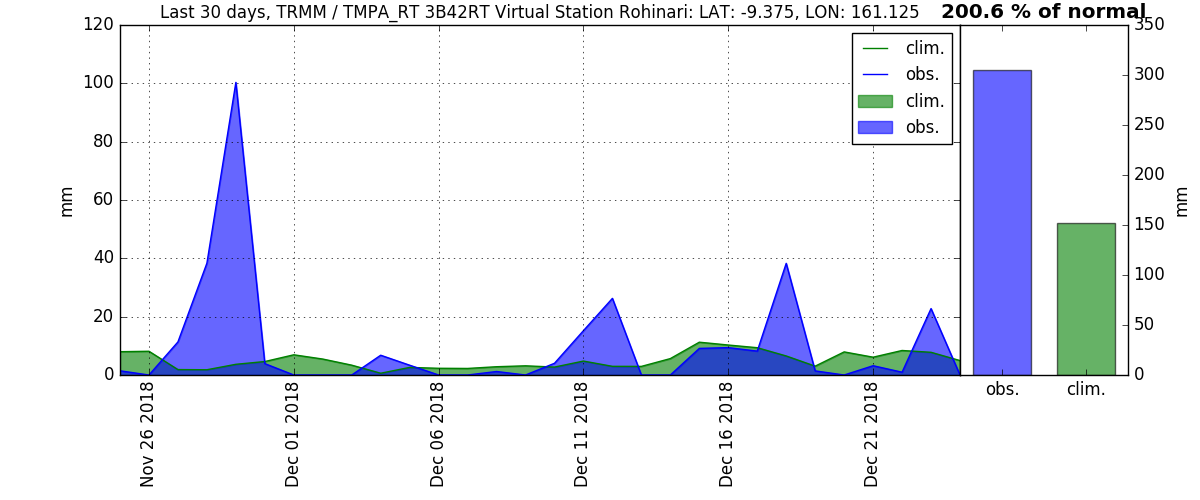 Last 30 days, TRMM / TMPA_RT 3B42RT Virtual Station Rohinari: LAT: -9.375, LON: 161.125
200.6 % of normal
120
100
80
60
40
20
0
mm
clim.
obs.
clim.
obs.
350
300
250
200
150
100
50
0
mm
obs.
clim.
Nov 26 2018
Dec 01 2018
Dec 06 2018
Dec 11 2018
Dec 16 2018
Dec 21 2018